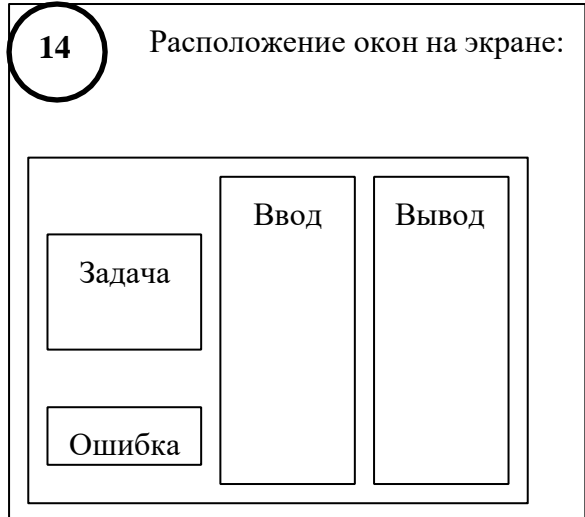 14
Расположение окон на экране:
Ввод
Вывод
Задача
Ошибка